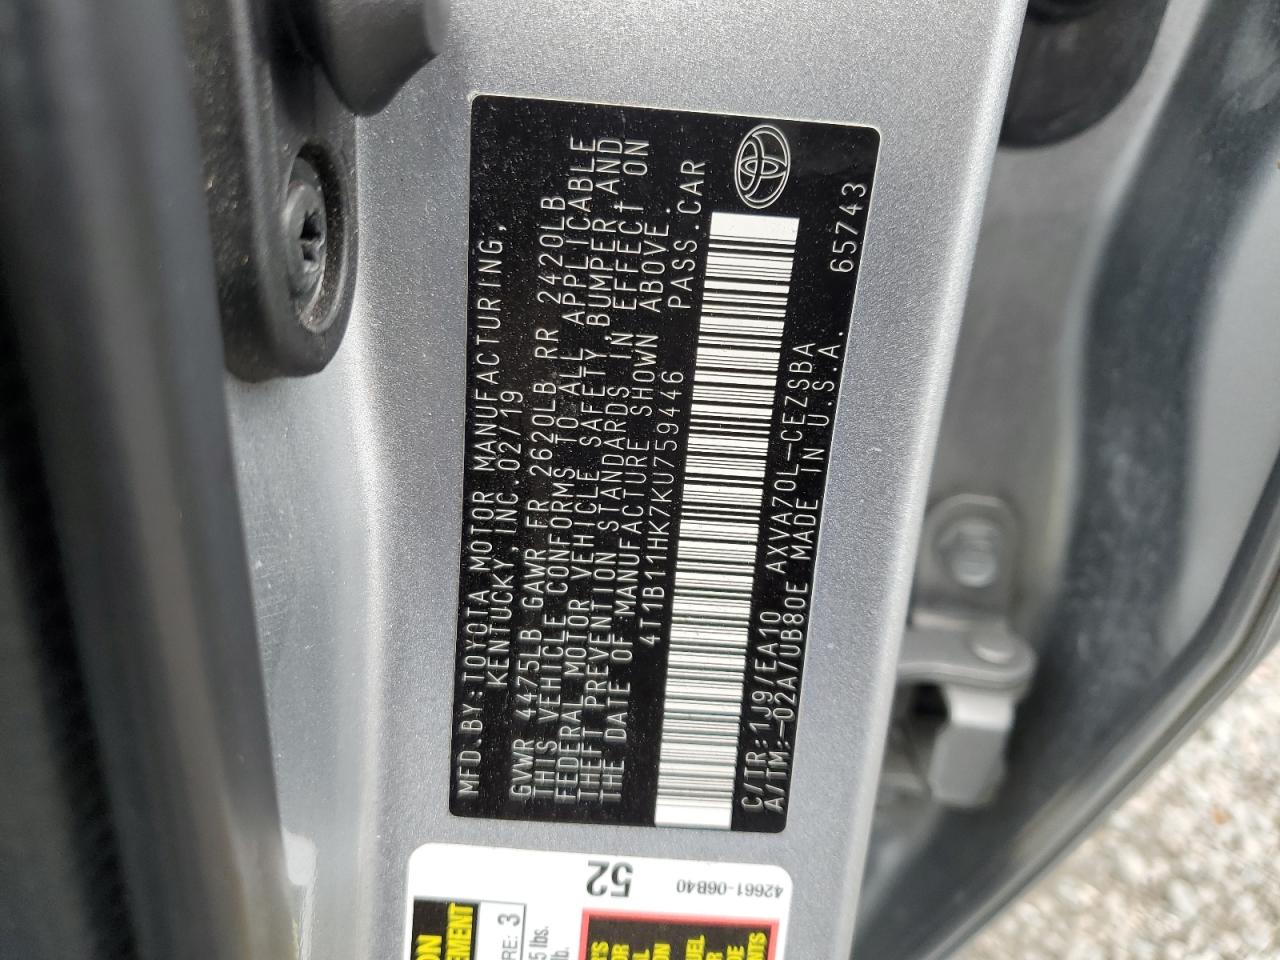 MFD.BY:TOYOTA MOTOR MANUFACTURING,
KENTUCKY,INC.02/19
GVWR 4475LB GAWR FR 2620LB RR 2420LB
THIS VEHICLE CONFORMS TO ALL APPLICABLE
FEDERAL MOTOR VEHICLE SAFETY,BUMPER AND
THEFT PREVENTION STANDARDS IN EFFECT ON
THE DATE OF MANUFACTURE SHOWN ABOVE.
4T1B11HK7KU759446 PASS.CAR
C/TR:1J9/EA10 AXVA70L-CEZSBA
A/TM:-02A/UB80E MADE IN U.S.A.
65743
52
42661-06B40